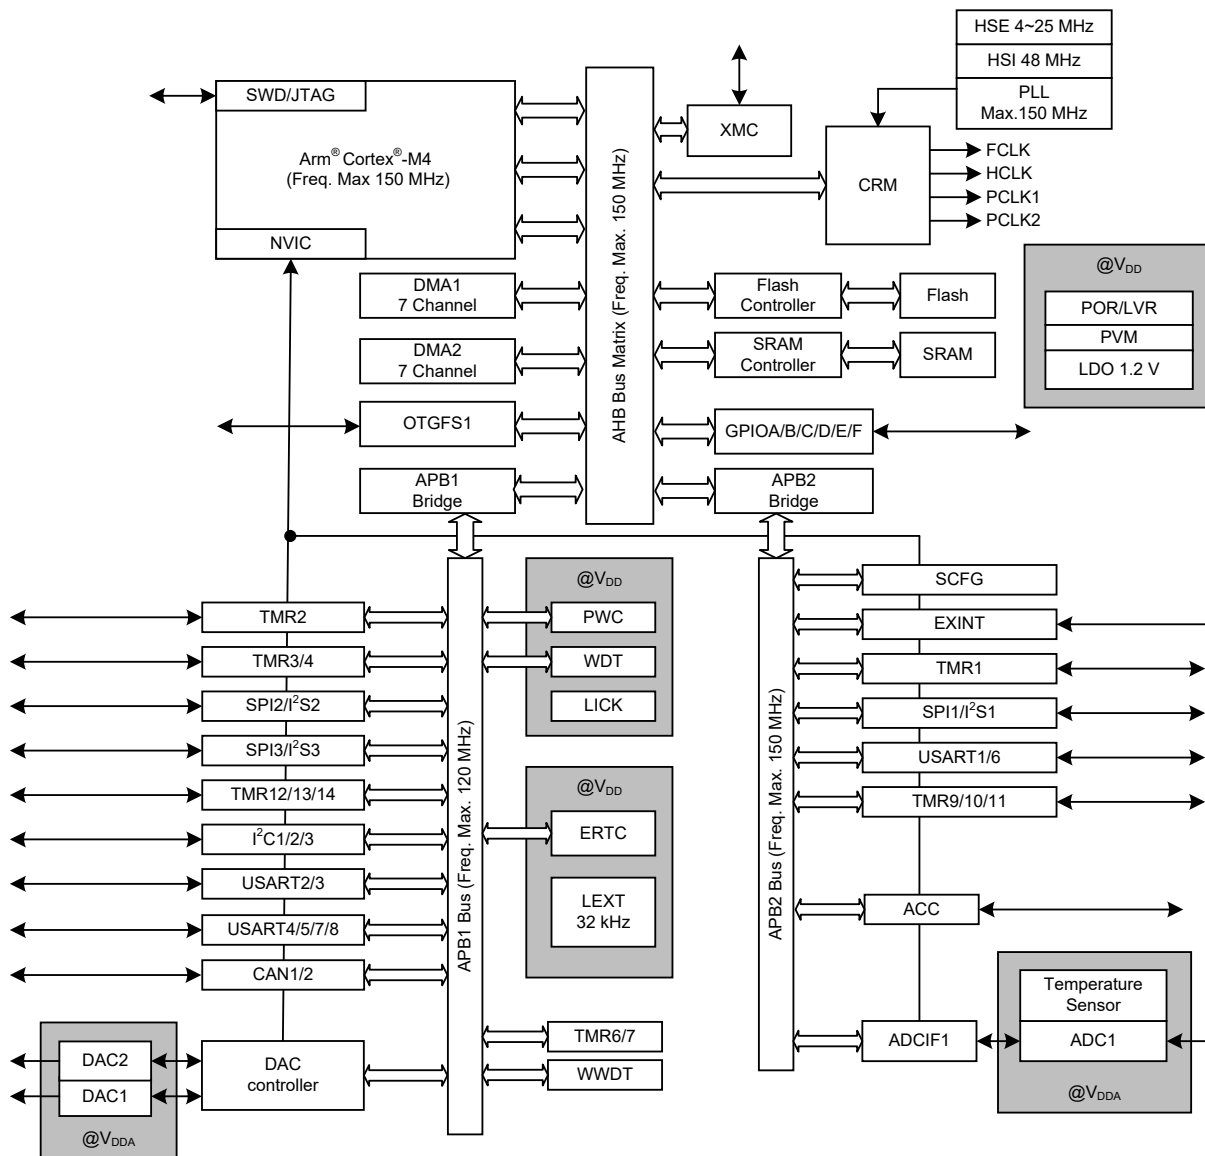 HSE 4~25 MHz
HSI 48 MHz
PLL
Max.150 MHz
SWD/JTAG
Arm® Cortex®-M4
(Freq. Max 150 MHz)
NVIC
AHB Bus Matrix (Freq. Max. 150 MHz)
XMC
CRM
FCLK
HCLK
PCLK1
PCLK2
DMA1
7 Channel
DMA2
7 Channel
OTGFS1
APB1
Bridge
Flash
Controller
Flash
SRAM
Controller
SRAM
GPIOA/B/C/D/E/F
APB2
Bridge
@VDD
POR/LVR
PVM
LDO 1.2 V
TMR2
TMR3/4
SPI2/I²S2
SPI3/I²S3
TMR12/13/14
I²C1/2/3
USART2/3
USART4/5/7/8
CAN1/2
DAC
controller
DAC2
DAC1
@VDDA
APB1 Bus (Freq. Max. 120 MHz)
@VDD
PWC
WDT
LICK
@VDD
ERTC
LEXT
32 kHz
TMR6/7
WWDT
APB2 Bus (Freq. Max. 150 MHz)
SCFG
EXINT
TMR1
SPI1/I²S1
USART1/6
TMR9/10/11
ACC
ADCIF1
Temperature
Sensor
ADC1
@VDDA